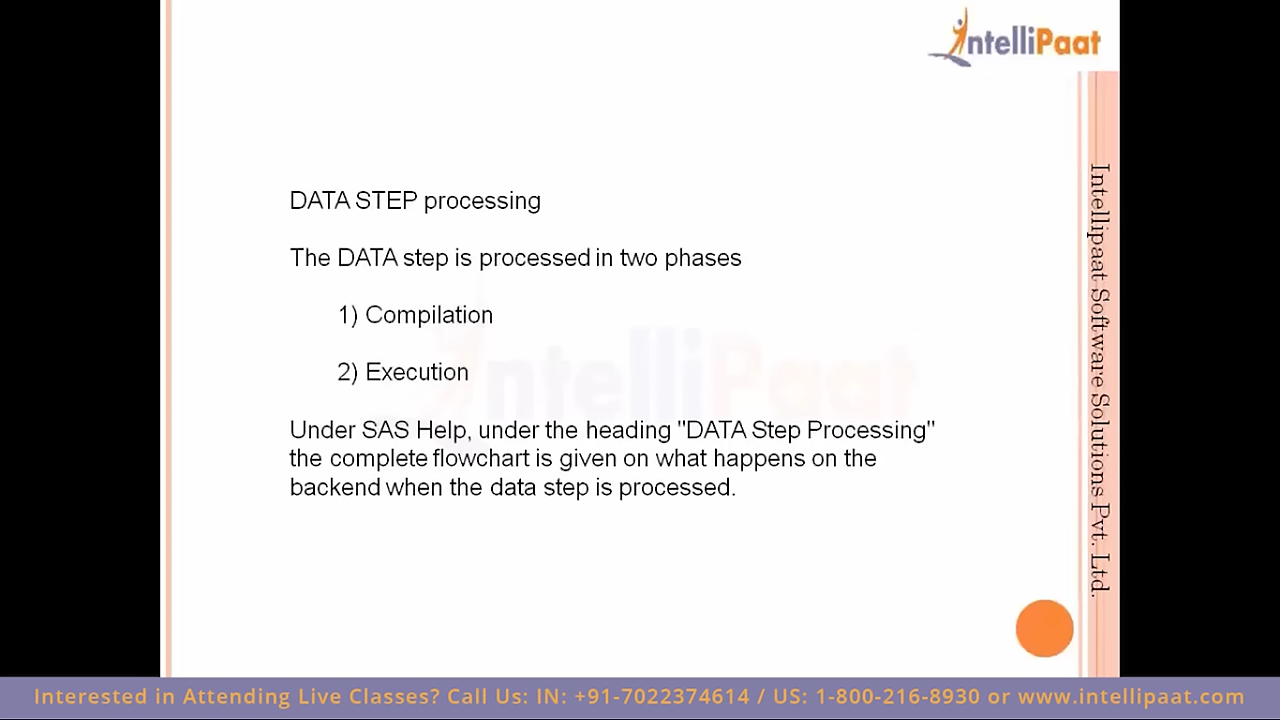 IntelliPaat
DATA STEP processing
The DATA step is processed in two phases
1) Compilation
2) Execution
Under SAS Help, under the heading "DATA Step Processing"
the complete flowchart is given on what happens on the
backend when the data step is processed.
IntelliPaat
Intellipaat Software Solutions Pvt. Ltd.
Interested in Attending Live Classes? Call Us: IN: +91-7022374614 / US: 1-800-216-8930 or www.intellipaat.com